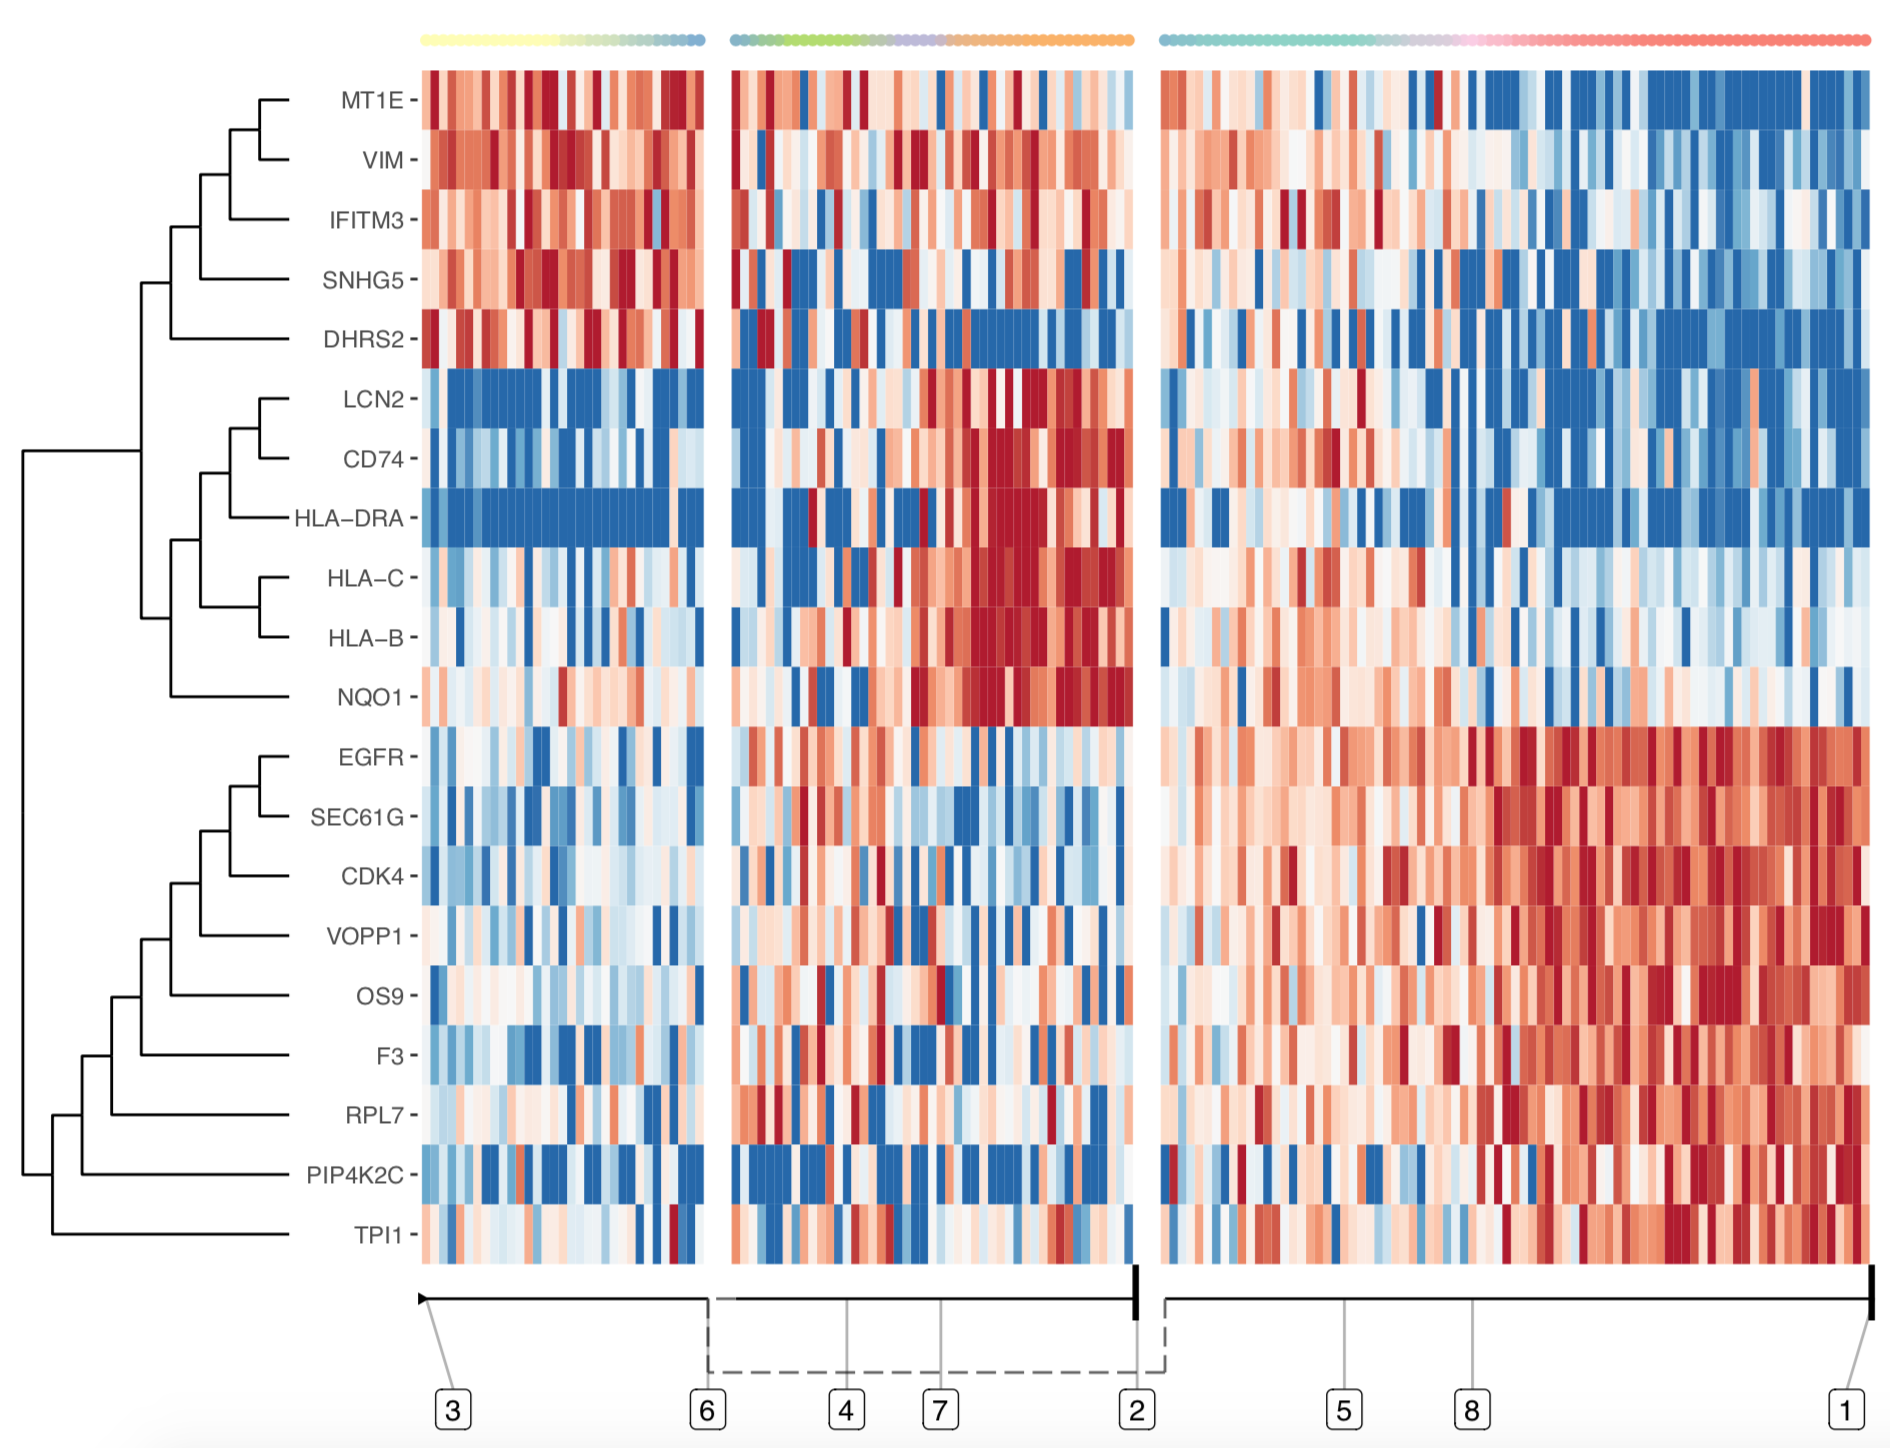 MT1E
VIM
IFITM3
SNHG5
DHRS2
LCN2
CD74
HLA−DRA
HLA−C
HLA−B
NQO1
EGFR
SEC61G
CDK4
VOPP1
OS9
F3
RPL7
PIP4K2C
TPI1
3 6 4 7 2 5 8 1